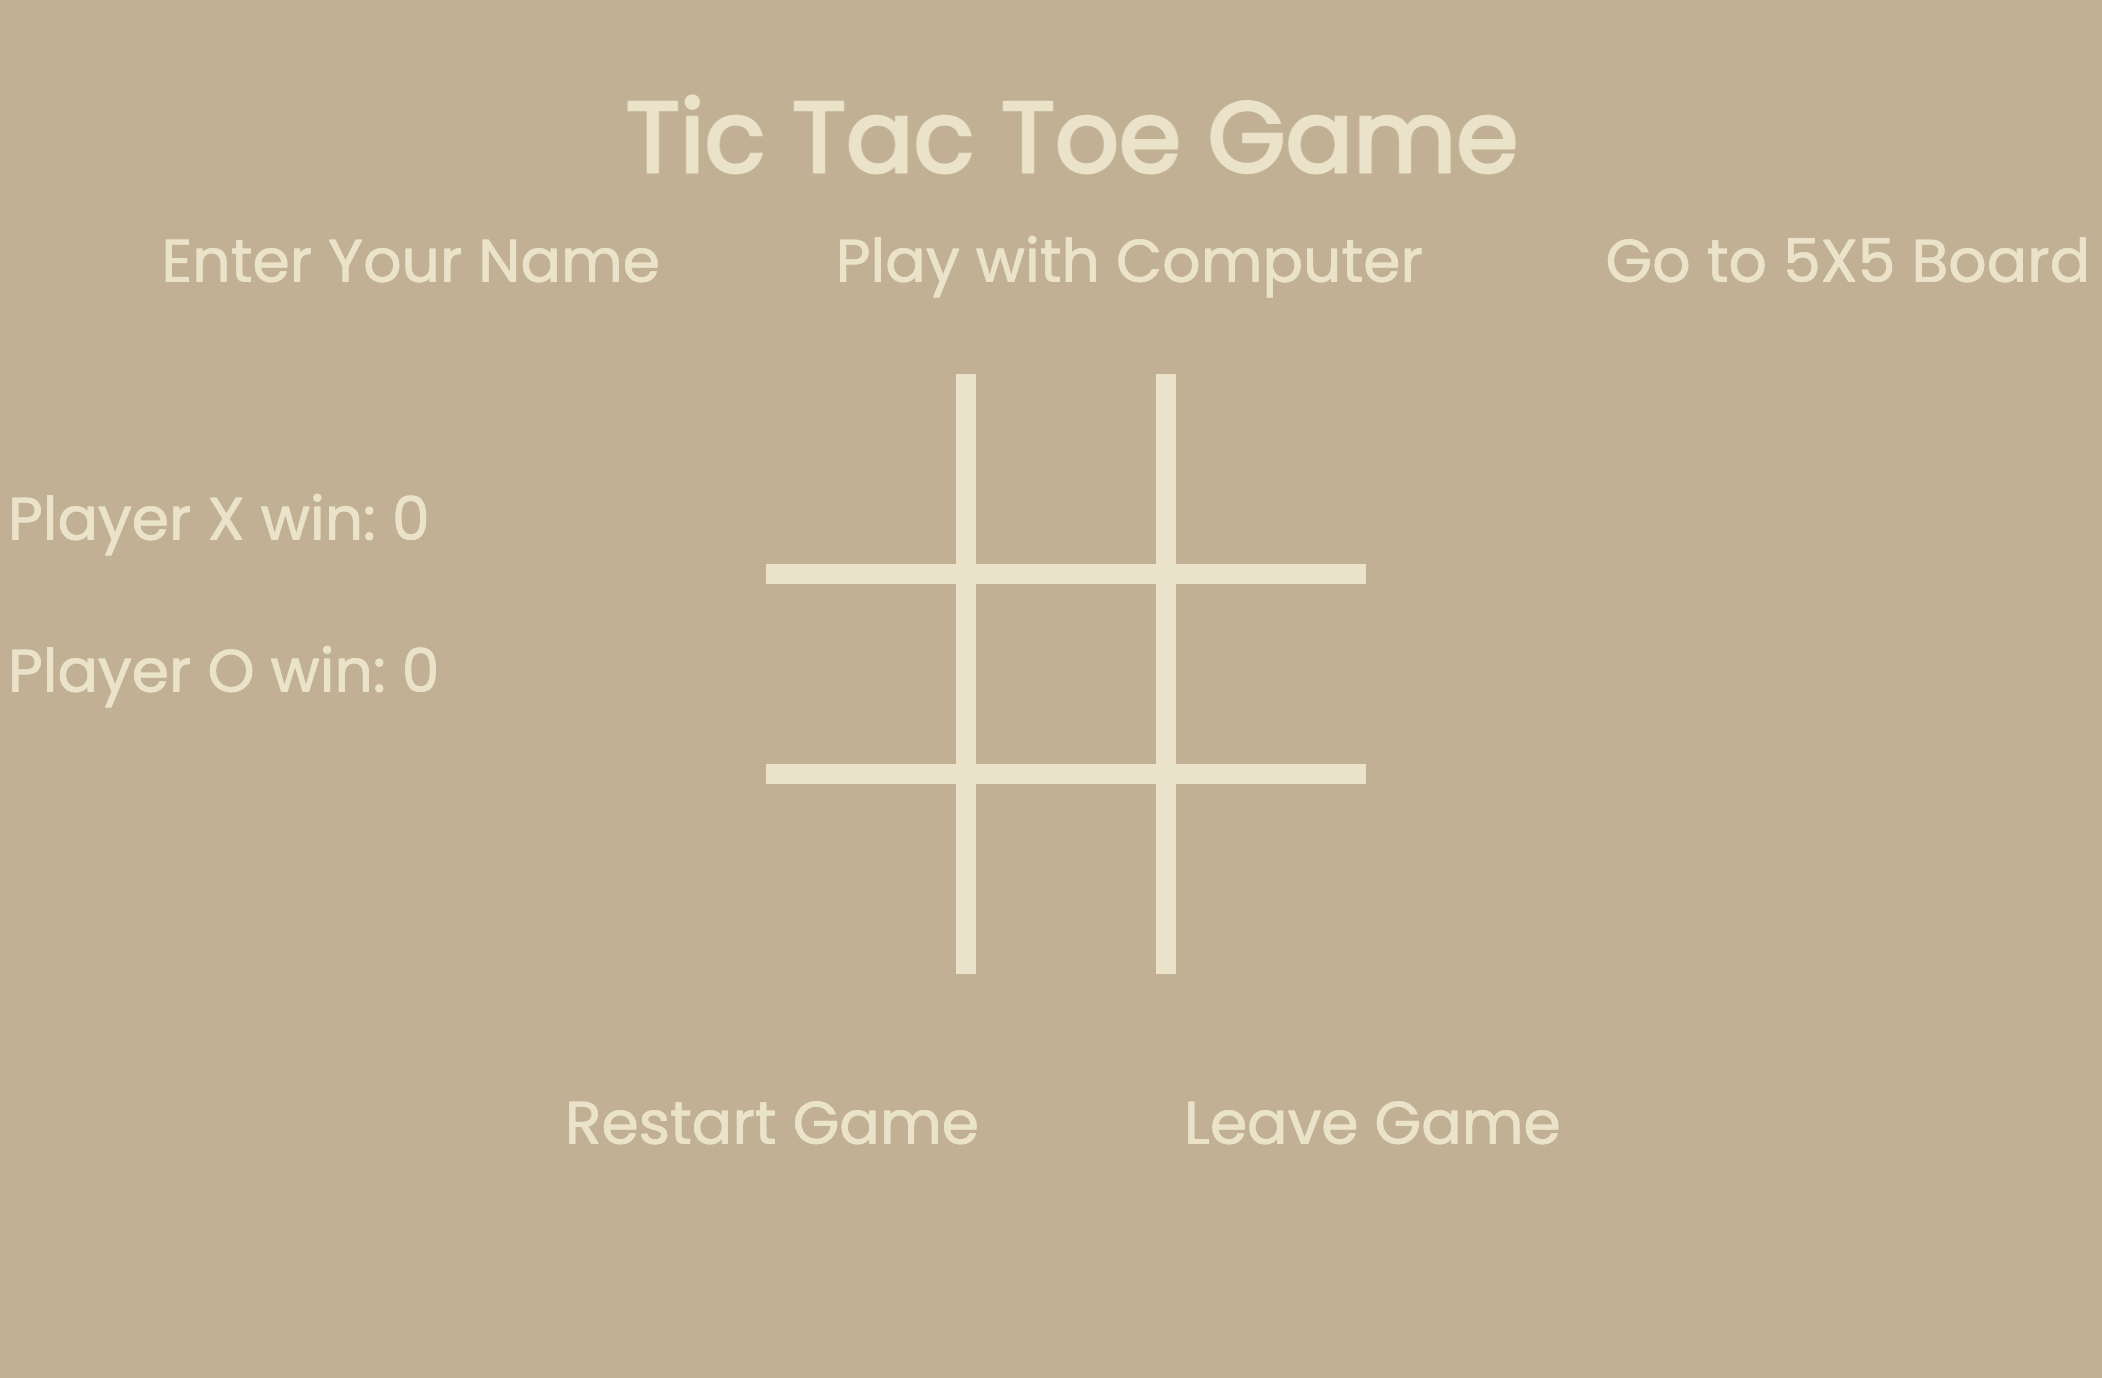 Tic Tac Toe Game
Enter Your Name
Play with Computer
Go to 5X5 Board
Player X win: 0
Player O win: 0
Restart Game
Leave Game